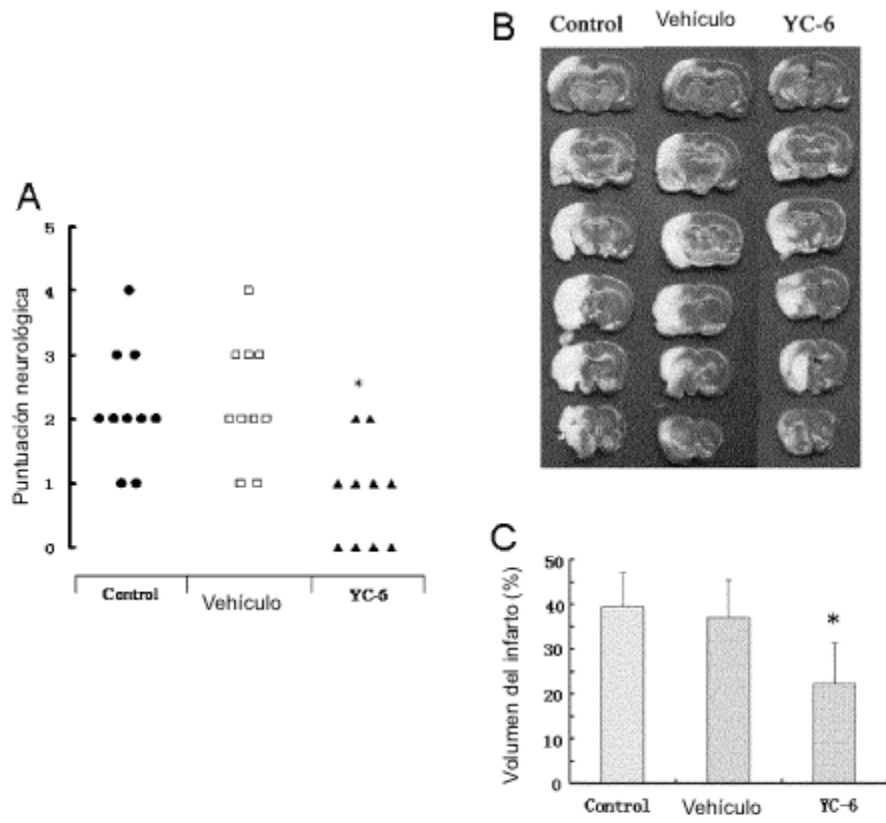 A
Puntuación neurológica
5
4
3
2
1
0
*
Control
Vehículo
YC-6
B
Control
Vehículo
YC-6
C
Volumen del infarto (%)
50
40
30
20
10
0
*
Control
Vehículo
YC-6